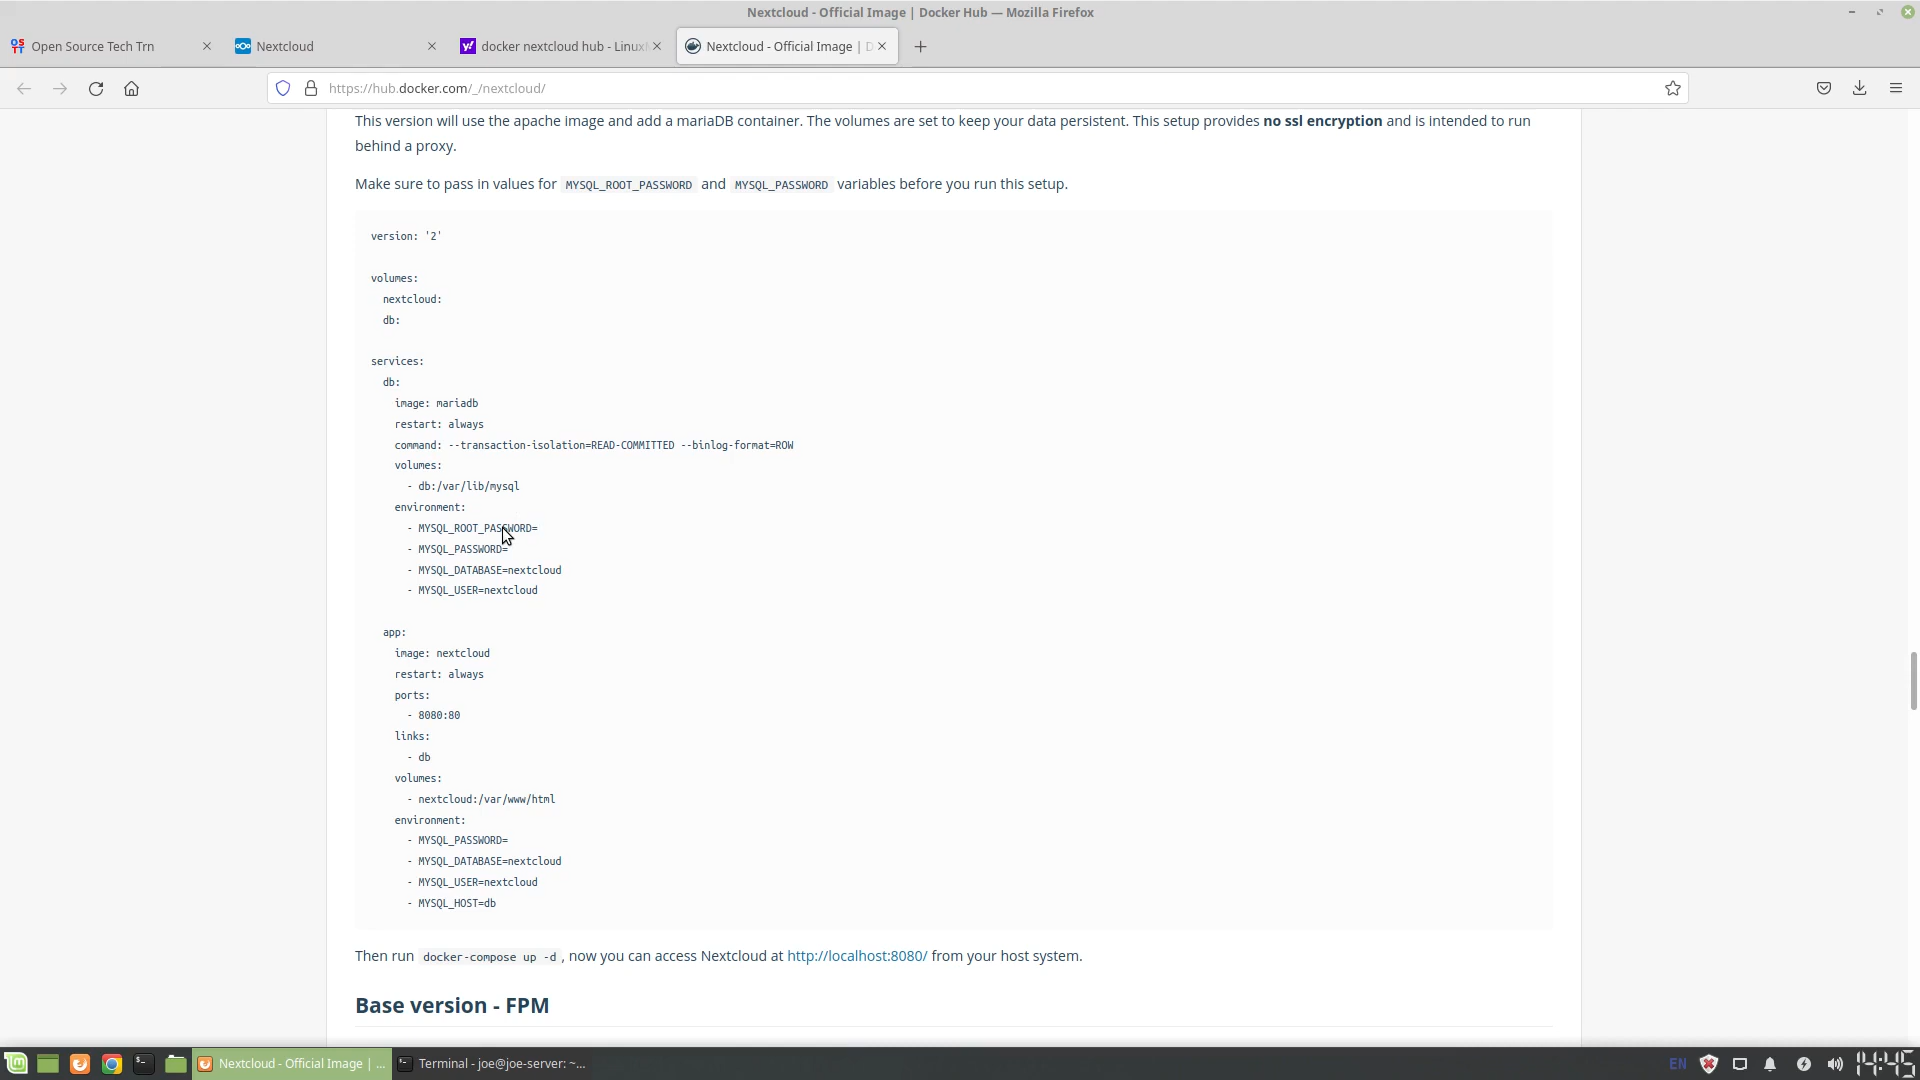 Nextcloud - Official Image | Docker Hub — Mozilla Firefox
Open Source Tech Trn
Nextcloud
docker nextcloud hub - Linux
Nextcloud - Official Image | D
https://hub.docker.com/_/nextcloud/
This version will use the apache image and add a mariaDB container. The volumes are set to keep your data persistent. This setup provides no ssl encryption and is intended to run
behind a proxy.
Make sure to pass in values for MYSQL_ROOT_PASSWORD and MYSQL_PASSWORD variables before you run this setup.
version: '2'
volumes:
  nextcloud:
  db:
services:
  db:
    image: mariadb
    restart: always
    command: --transaction-isolation=READ-COMMITTED --binlog-format=ROW
    volumes:
      - db:/var/lib/mysql
    environment:
      - MYSQL_ROOT_PASSWORD=
      - MYSQL_PASSWORD=
      - MYSQL_DATABASE=nextcloud
      - MYSQL_USER=nextcloud
  app:
    image: nextcloud
    restart: always
    ports:
      - 8080:80
    links:
      - db
    volumes:
      - nextcloud:/var/www/html
    environment:
      - MYSQL_PASSWORD=
      - MYSQL_DATABASE=nextcloud
      - MYSQL_USER=nextcloud
      - MYSQL_HOST=db
Then run docker-compose up -d , now you can access Nextcloud at http://localhost:8080/ from your host system.
Base version - FPM
Nextcloud - Official Image | ...
Terminal - joe@joe-server: ~...
EN
14:45